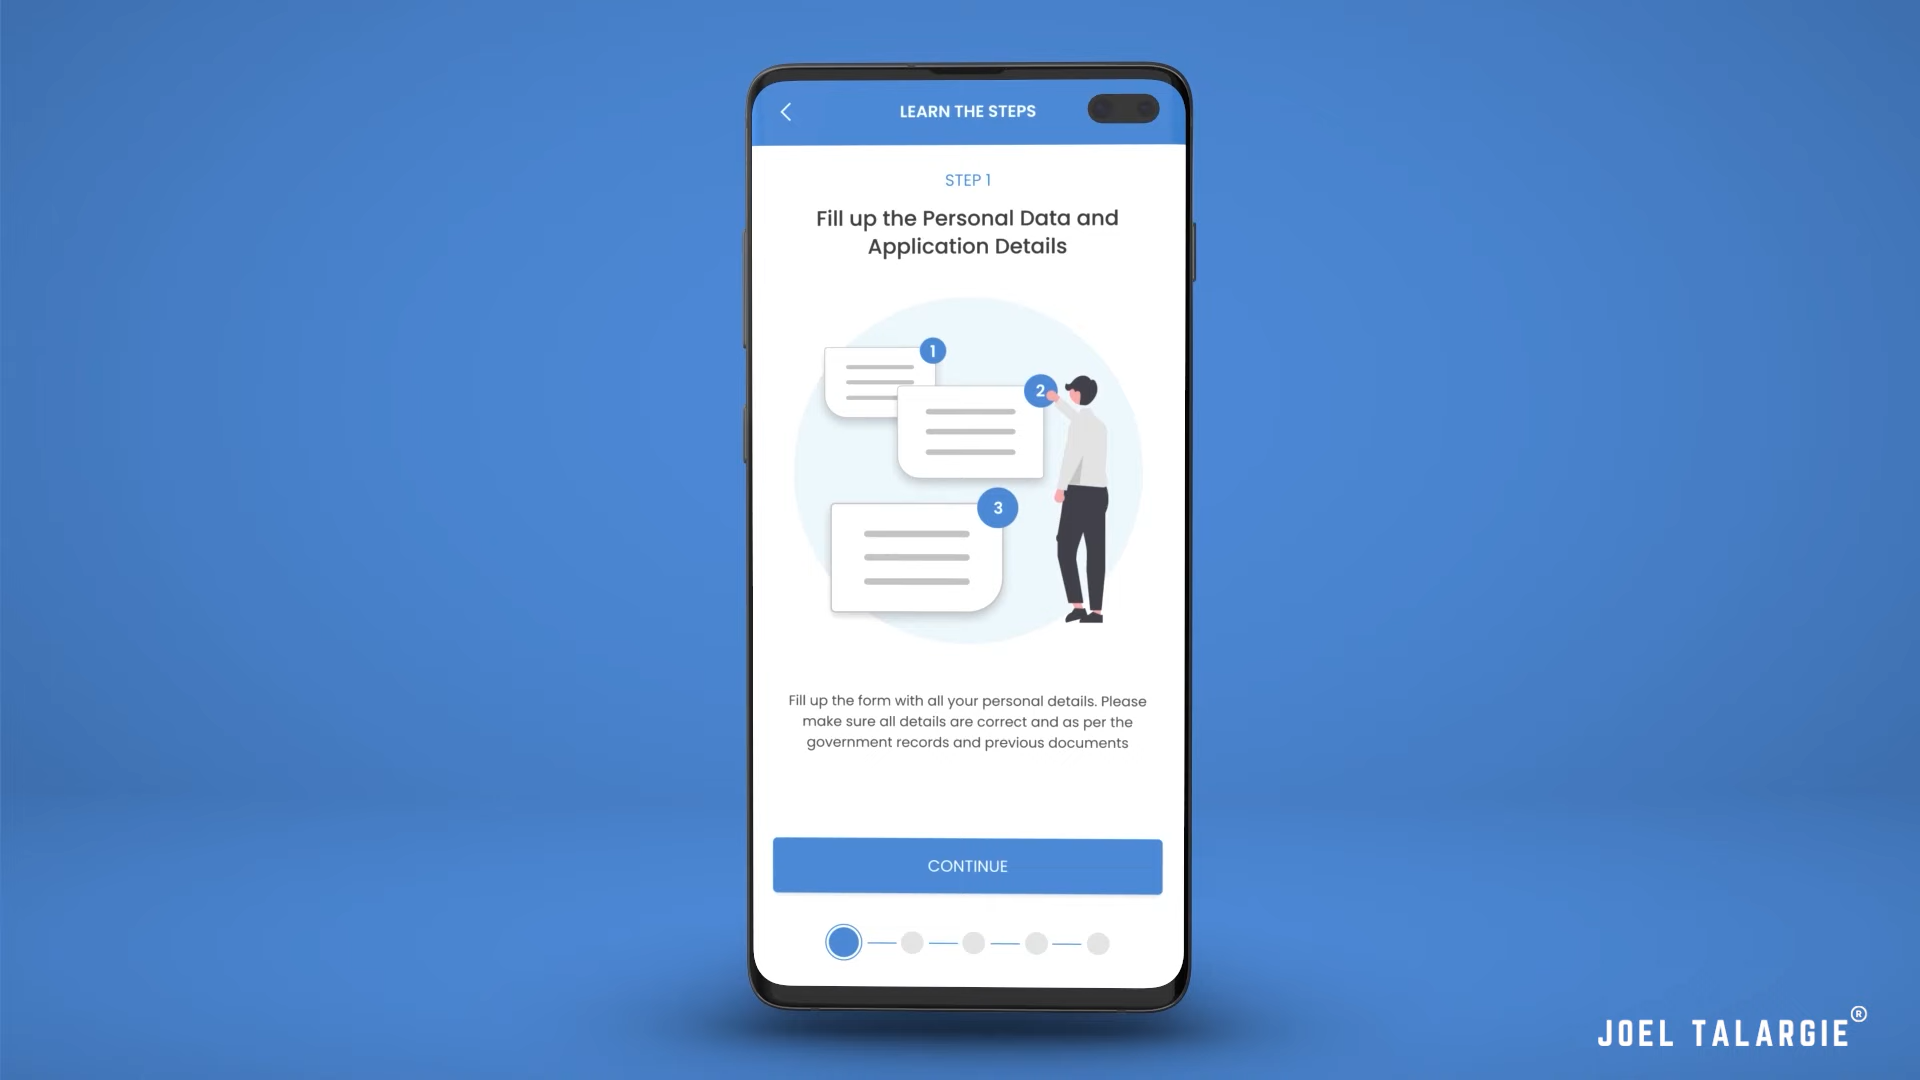 LEARN THE STEPS
STEP 1
Fill up the Personal Data and
Application Details
1
2
3
Fill up the form with all your personal details. Please
make sure all details are correct and as per the
government records and previous documents
CONTINUE
JOEL TALARGIE®